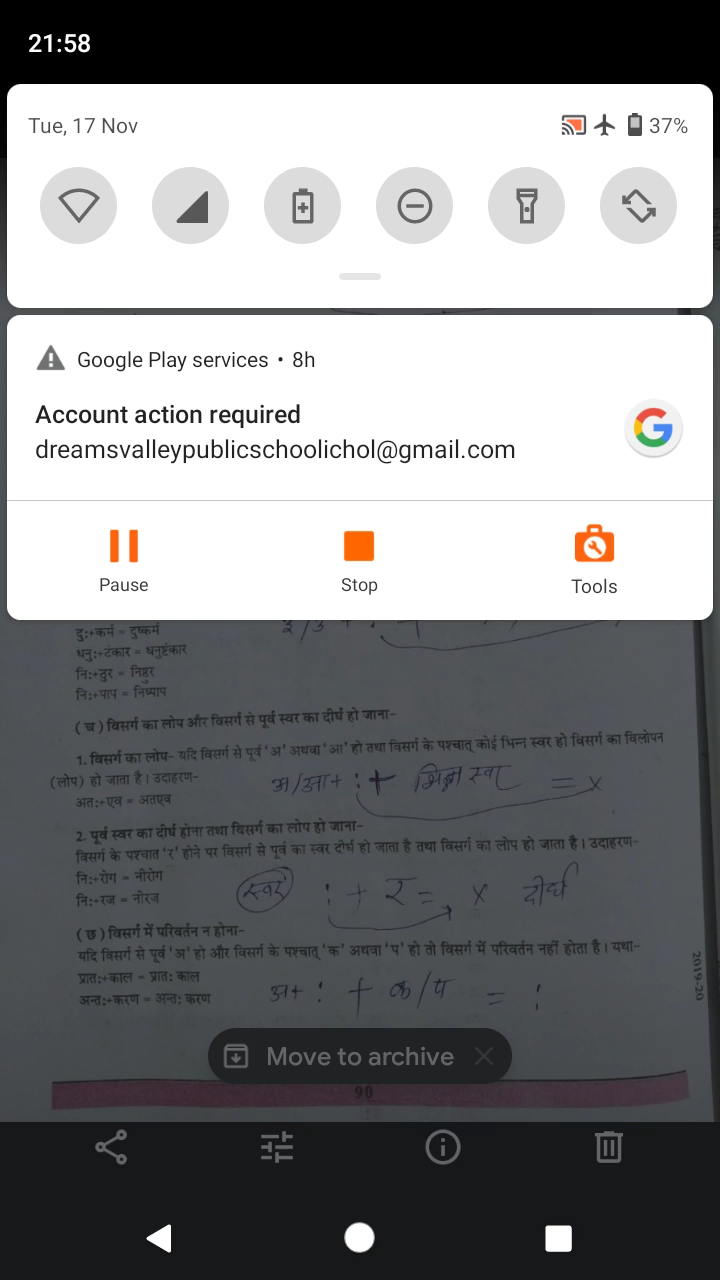 21:58
Tue, 17 Nov
37%
Google Play services • 8h
Account action required
dreamsvalleypublicschoolichol@gmail.com
Pause
Stop
Tools
दु:+कर्म = दुष्कर्म
धनु:+टंकार = धनुष्टंकार
नि:+ठुर = निष्ठुर
नि:+पाप = निष्पाप
( च ) विसर्ग का लोप और विसर्ग से पूर्व स्वर का दीर्घ हो जाना–
1. विसर्ग का लोप– यदि विसर्ग से पूर्व 'अ' अथवा 'आ' हो तथा विसर्ग के पश्चात् कोई भिन्न स्वर हो विसर्ग का विलोपन
(लोप) हो जाता है। उदाहरण–
अ/आ+ : + भिन्न स्वर = x
अत:+एव = अतएव
2. पूर्व स्वर का दीर्घ होना तथा विसर्ग का लोप हो जाना–
विसर्ग के पश्चात 'र' होने पर विसर्ग से पूर्व का स्वर दीर्घ हो जाता है तथा विसर्ग का लोप हो जाता है। उदाहरण–
नि:+रोग = नीरोग
स्वर : + र = x दीर्घ
नि:+रज = नीरज
( छ ) विसर्ग में परिवर्तन न होना–
यदि विसर्ग से पूर्व 'अ' हो और विसर्ग के पश्चात् 'क' अथवा 'प' हो तो विसर्ग में परिवर्तन नहीं होता है। यथा–
प्रात:+काल = प्रात: काल
अन्त:+करण = अन्त: करण
अ+ : + क/प = :
2019-20
Move to archive
90